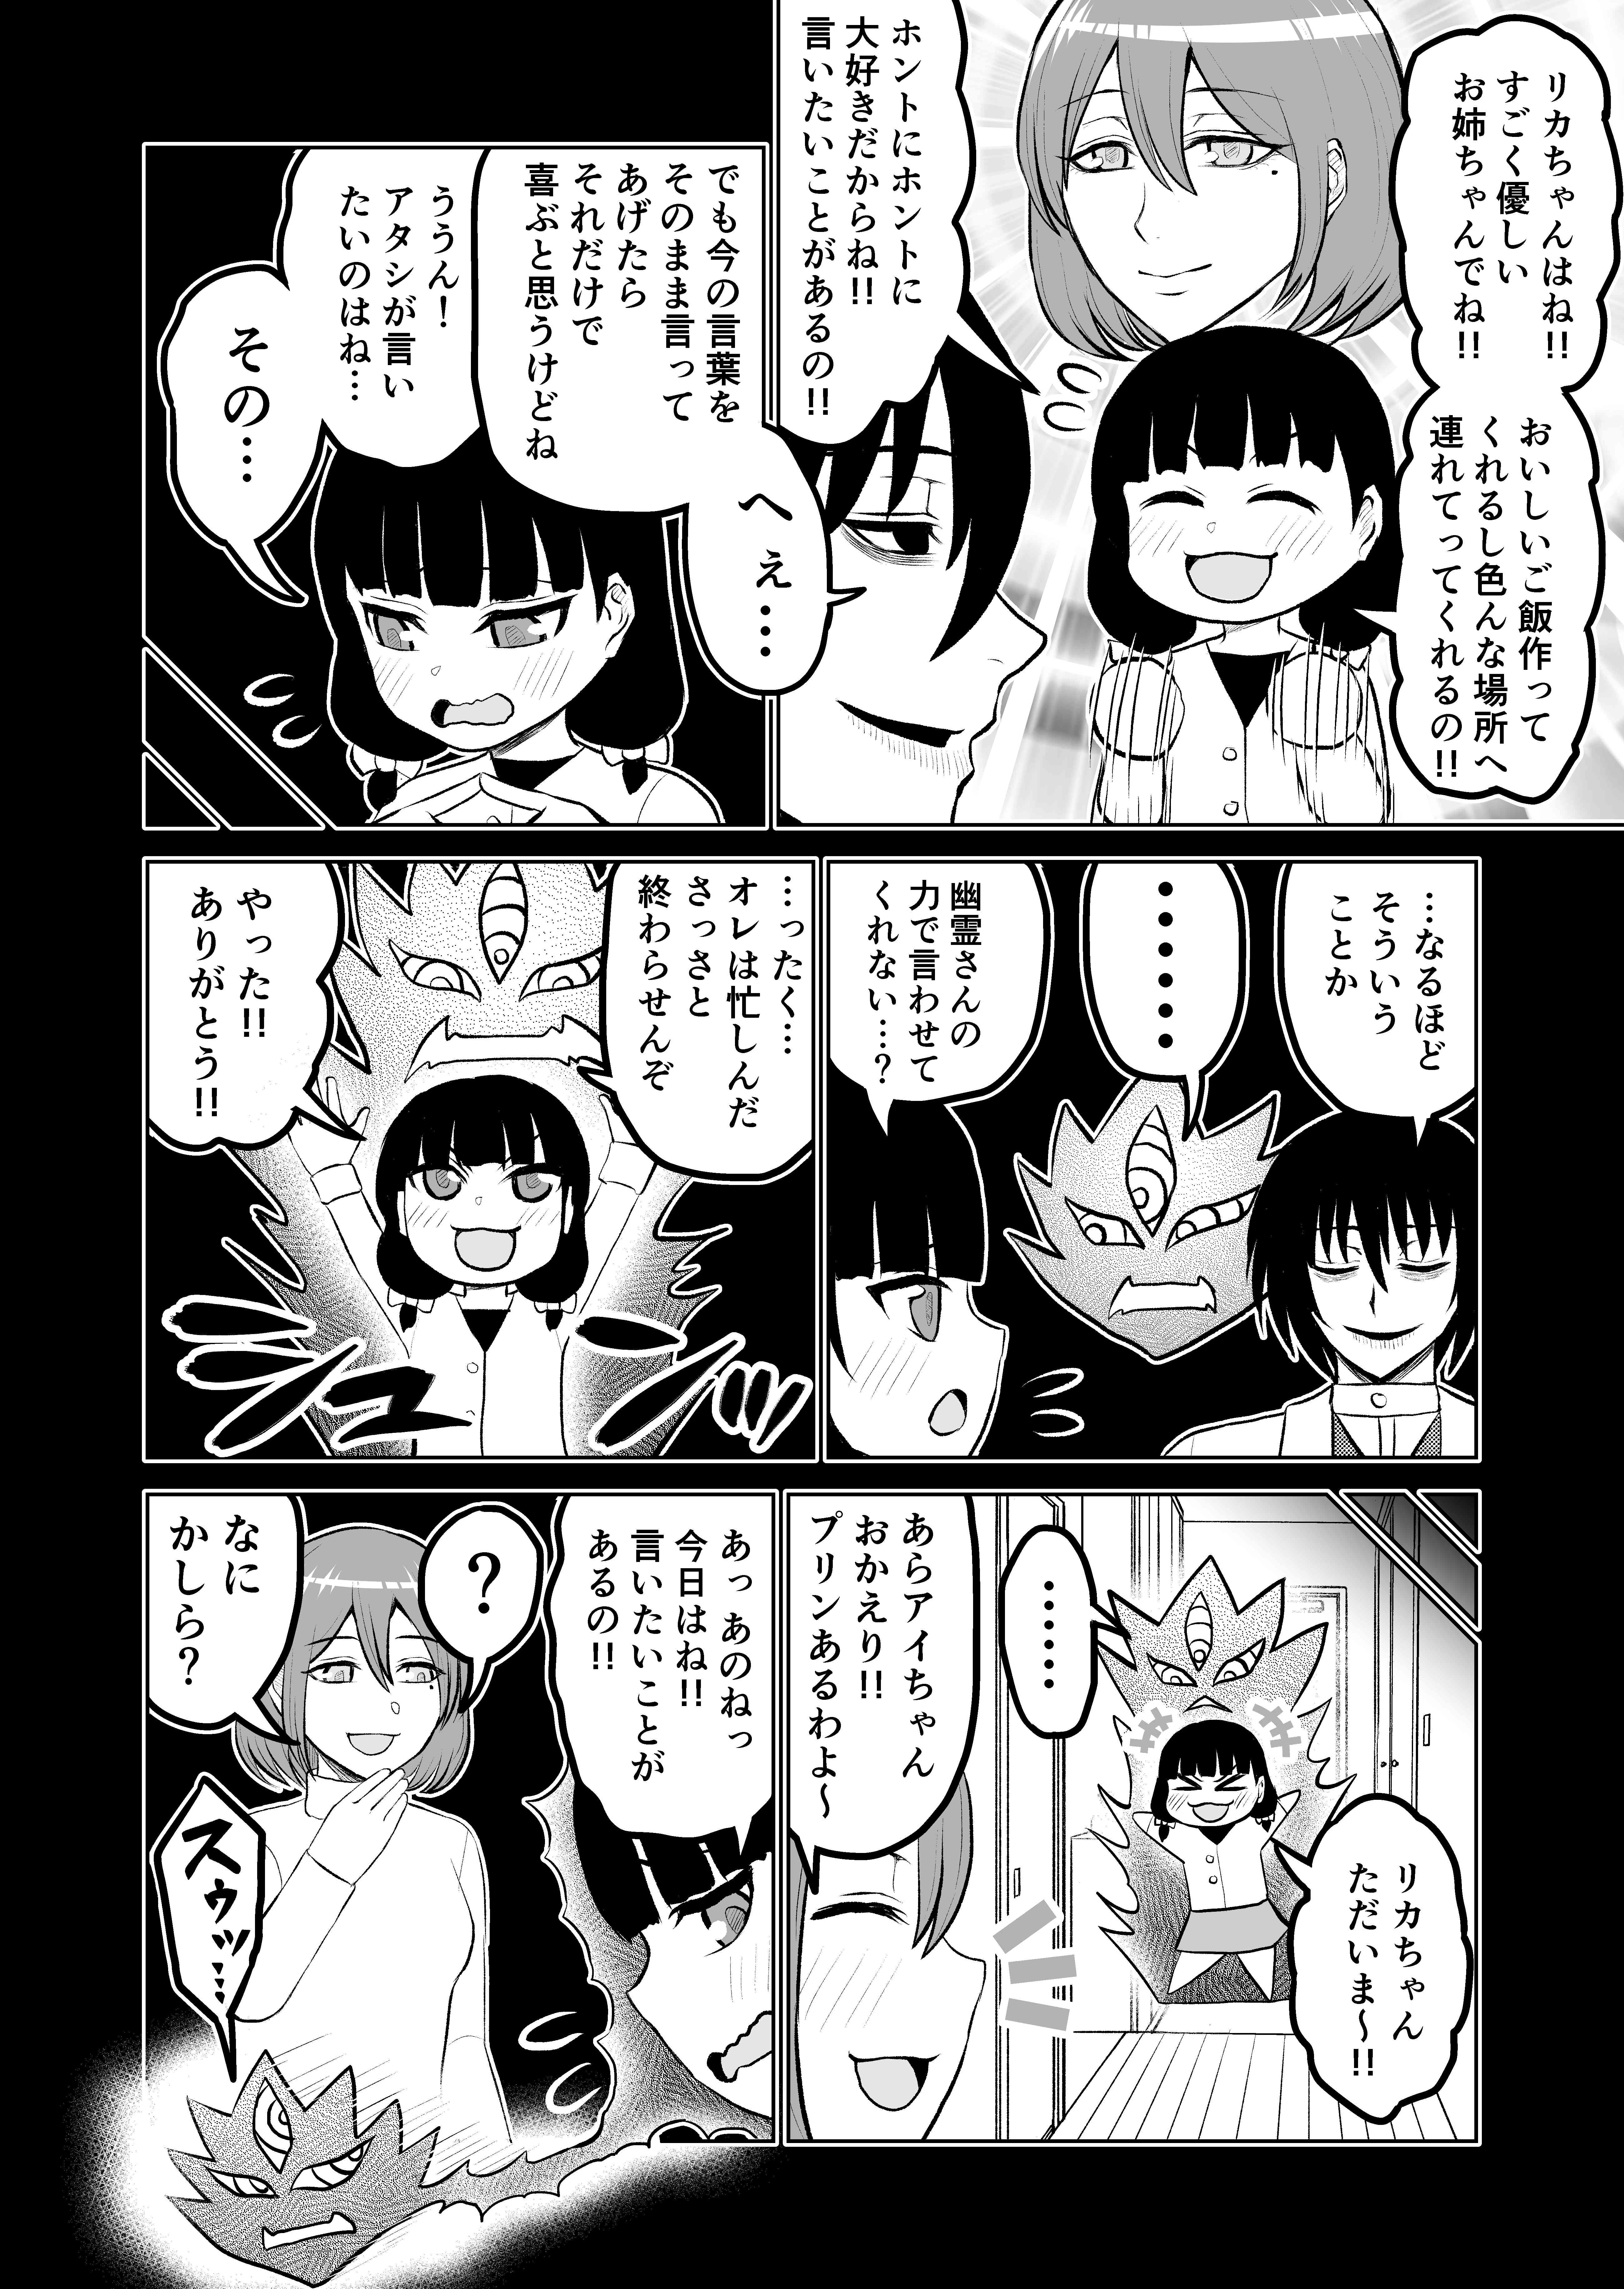 リカちゃんはね!!
すごく優しい
お姉ちゃんでね!!
おいしいご飯作って
くれるし色んな場所へ
連れてってくれるの!!
ホントにホントに
大好きだからね!!
言いたいことがあるの!!
へぇ…
でも今の言葉を
そのまま言って
あげたら
それだけで
喜ぶと思うけどね
ううん!
アタシが言い
たいのはね…
その…
…なるほど
そういう
ことか
……
幽霊さんの
力で言わせて
くれない…?
…ったく…
オレは忙しんだ
さっさと
終わらせんぞ
やった!!
ありがとう!!
シュンッ
リカちゃん
ただいま～!!
……
あらアイちゃん
おかえり!!
プリンあるわよ～
あっ あのねっ
今日はね!!
言いたいことが
あるの!!
?
なに
かしら?
スゥッ…